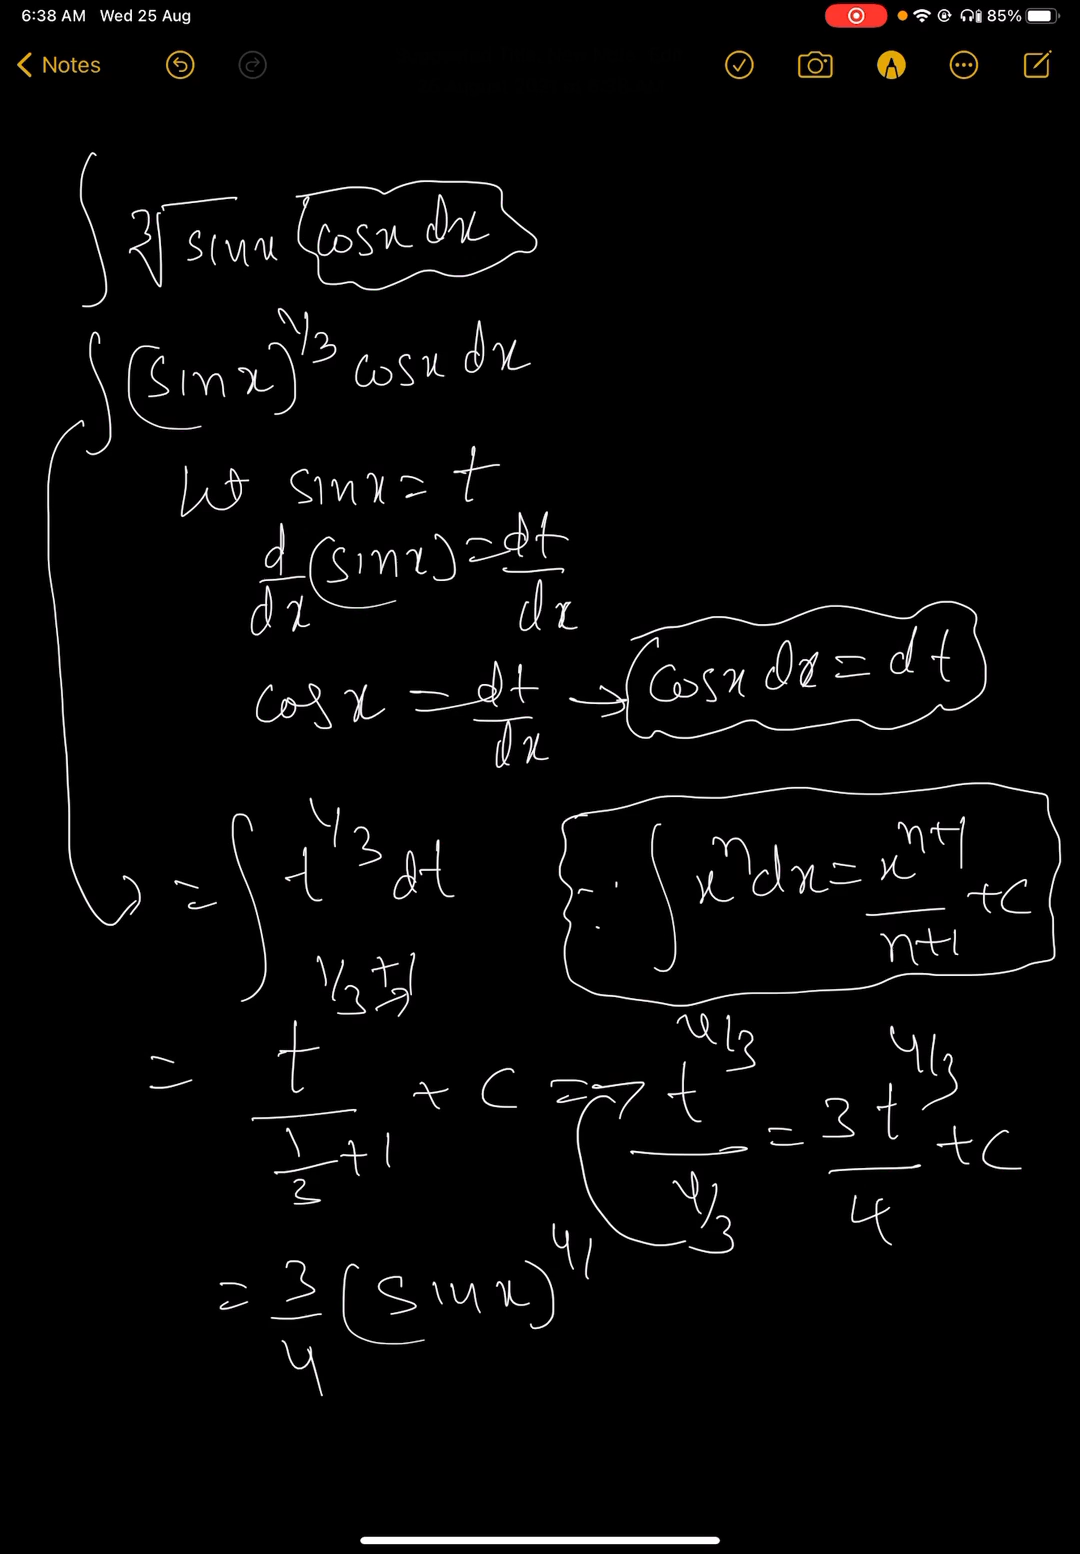 6:38 AM Wed 25 Aug 85%
Notes
∫ ∛sinx cosx dx
∫ (sinx)^1/3 cosx dx
let sinx = t
d/dx (sinx) = dt/dx
cosx = dt/dx → cosx dx = dt
= ∫ t^1/3 dt ∵ ∫ x^n dx = x^n+1/n+1 + C
= t^1/3+1 / 1/3+1 + C = t^4/3 / 4/3 = 3t^4/3 / 4 + C
= 3/4 (sinx)^4/